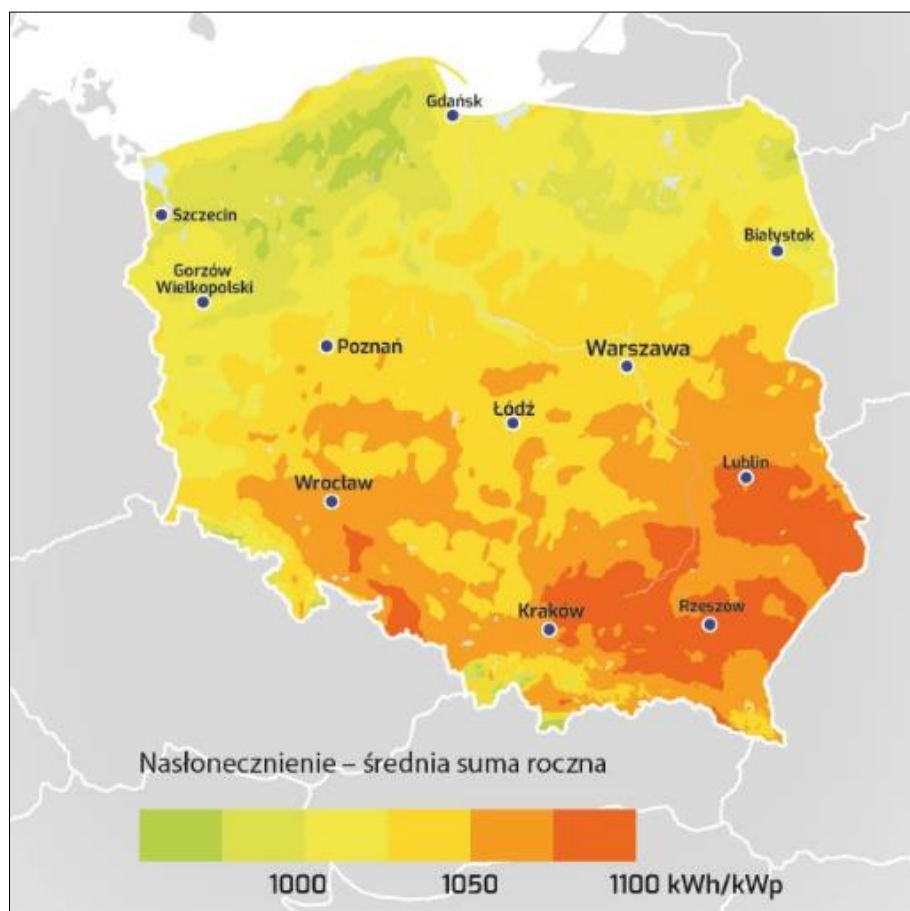 Gdańsk
Szczecin
Białystok
Gorzów
Wielkopolski
Poznań
Warszawa
Łódź
Lublin
Wrocław
Krakow
Rzeszów
Nasłonecznienie – średnia suma roczna
1000 1050 1100 kWh/kWp